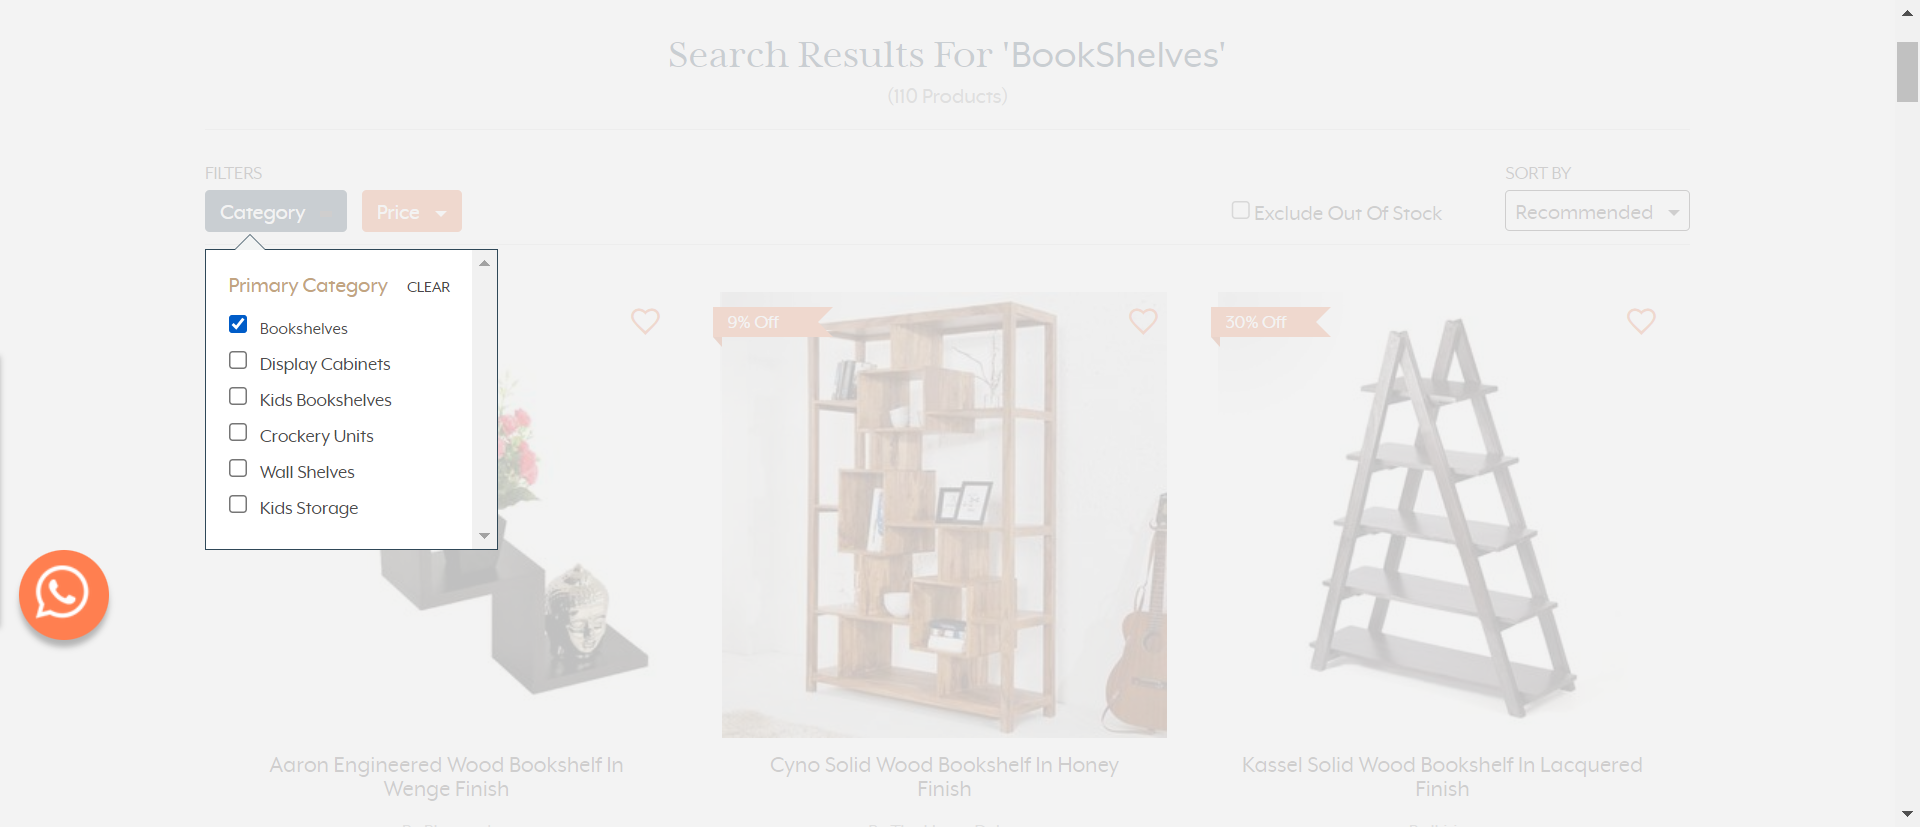 Search Results For 'BookShelves'
(110 Products)
FILTERS
SORT BY
Category
Price
Exclude Out Of Stock
Recommended
Primary Category CLEAR
Bookshelves
Display Cabinets
Kids Bookshelves
Crockery Units
Wall Shelves
Kids Storage
9% Off
30% Off
Aaron Engineered Wood Bookshelf In
Wenge Finish
Cyno Solid Wood Bookshelf In Honey
Finish
Kassel Solid Wood Bookshelf In Lacquered
Finish